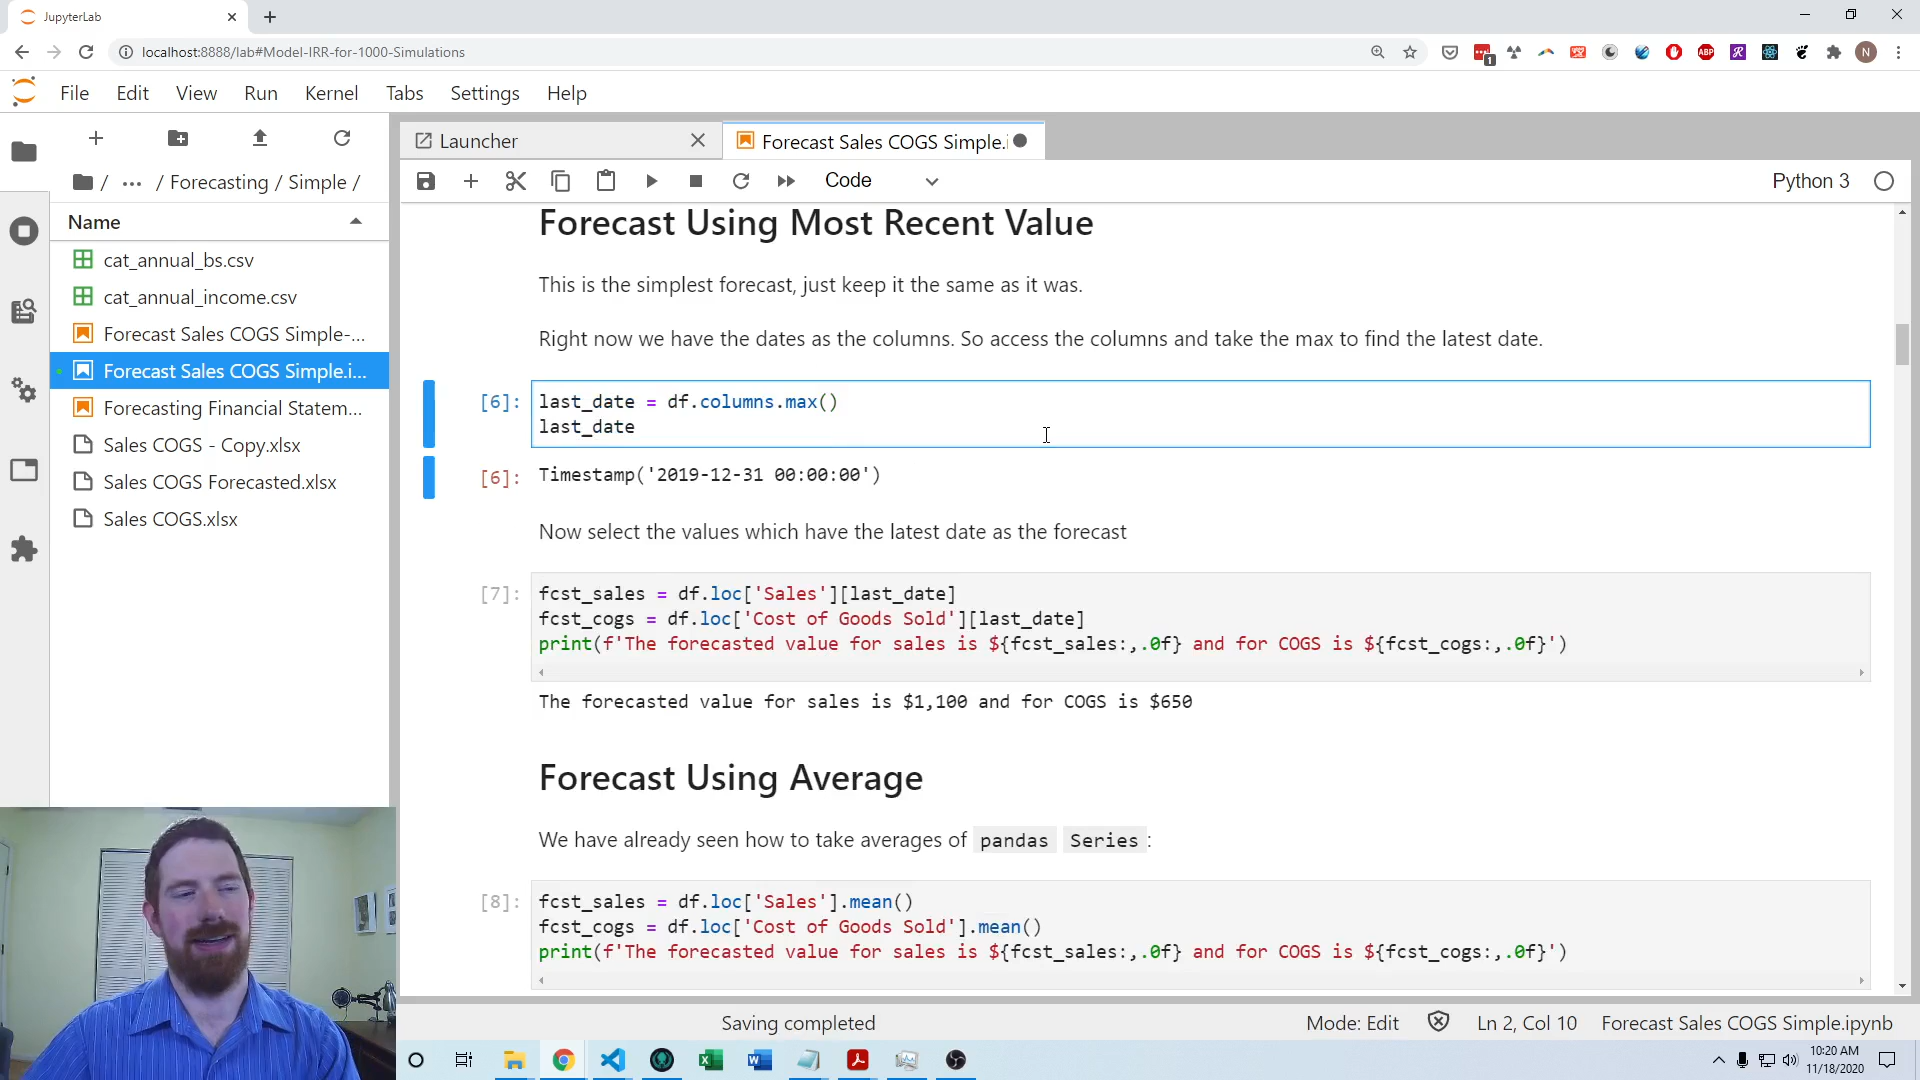 JupyterLab
localhost:8888/lab#Model-IRR-for-1000-Simulations
1
ABP
R
N
File Edit View Run Kernel Tabs Settings Help
Launcher
Forecast Sales COGS Simple.i
/ ··· / Forecasting / Simple /
Code
Python 3
Name
cat_annual_bs.csv
cat_annual_income.csv
Forecast Sales COGS Simple-...
Forecast Sales COGS Simple.i...
Forecasting Financial Statem...
Sales COGS - Copy.xlsx
Sales COGS Forecasted.xlsx
Sales COGS.xlsx
Forecast Using Most Recent Value
This is the simplest forecast, just keep it the same as it was.
Right now we have the dates as the columns. So access the columns and take the max to find the latest date.
[6]: last_date = df.columns.max()
last_date
[6]: Timestamp('2019-12-31 00:00:00')
Now select the values which have the latest date as the forecast
[7]: fcst_sales = df.loc['Sales'][last_date]
fcst_cogs = df.loc['Cost of Goods Sold'][last_date]
print(f'The forecasted value for sales is ${fcst_sales:,.0f} and for COGS is ${fcst_cogs:,.0f}')
The forecasted value for sales is $1,100 and for COGS is $650
Forecast Using Average
We have already seen how to take averages of pandas Series :
[8]: fcst_sales = df.loc['Sales'].mean()
fcst_cogs = df.loc['Cost of Goods Sold'].mean()
print(f'The forecasted value for sales is ${fcst_sales:,.0f} and for COGS is ${fcst_cogs:,.0f}')
Saving completed
Mode: Edit
Ln 2, Col 10
Forecast Sales COGS Simple.ipynb
10:20 AM
11/18/2020